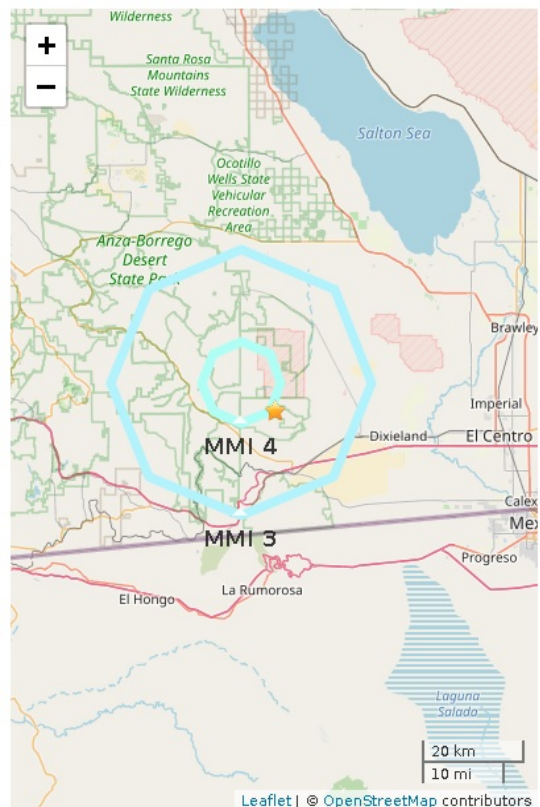 Wilderness
+
−
Santa Rosa
Mountains
State Wilderness
Salton Sea
Ocotillo
Wells State
Vehicular
Recreation
Area
Anza-Borrego
Desert
State Park
Brawley
Imperial
Dixieland
El Centro
MMI 4
Calex
Mex
MMI 3
Progreso
El Hongo
La Rumorosa
Laguna
Salada
20 km
10 mi
Leaflet | © OpenStreetMap contributors